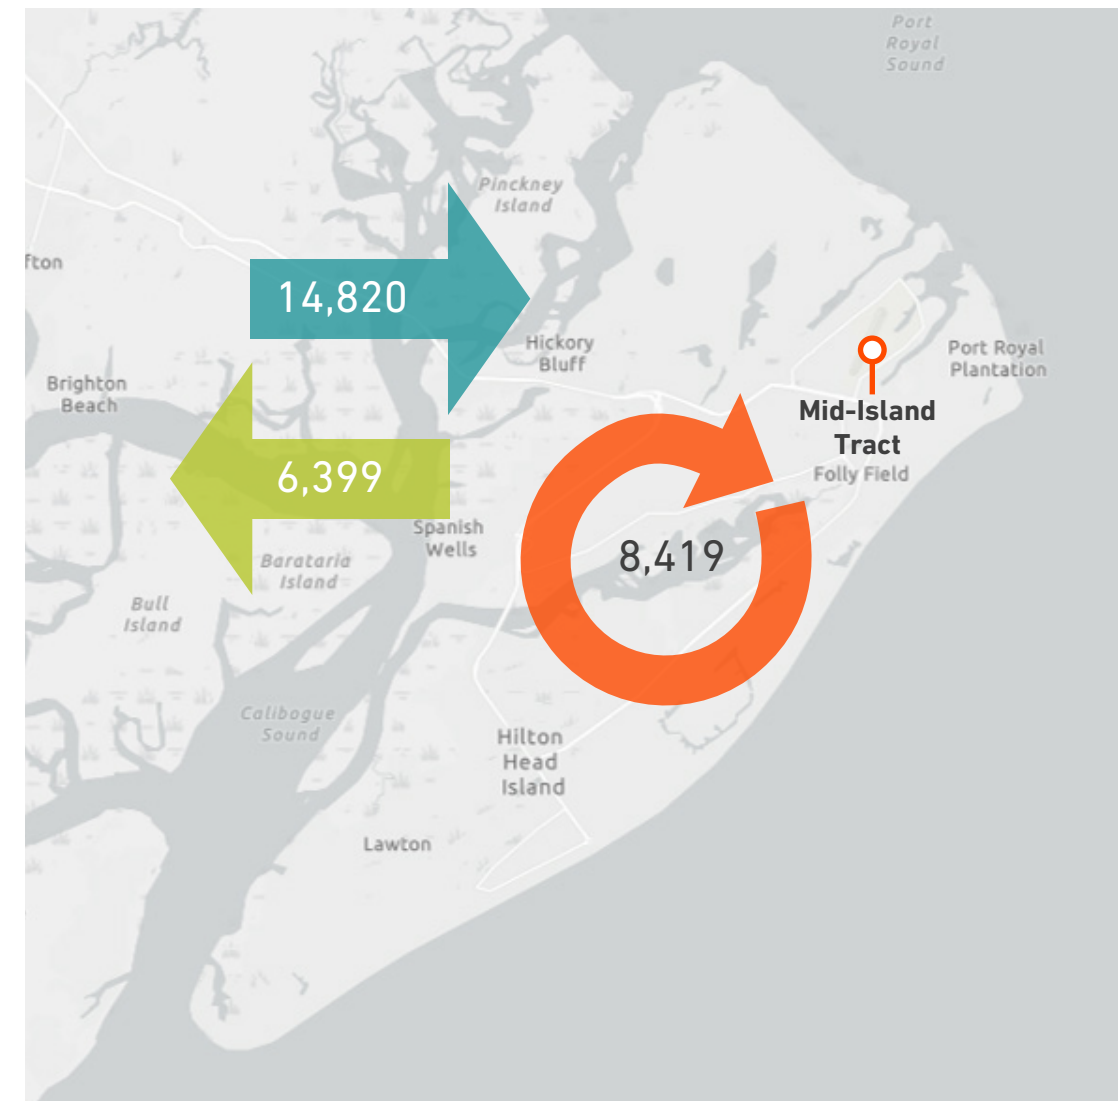 Port
Royal
Sound
Pinckney
Island
fton
14,820
Hickory
Bluff
Port Royal
Plantation
Brighton
Beach
Mid-Island
Tract
Folly Field
6,399
Spanish
Wells
8,419
Barataria
Island
Bull
Island
Calibogue
Sound
Hilton
Head
Island
Lawton